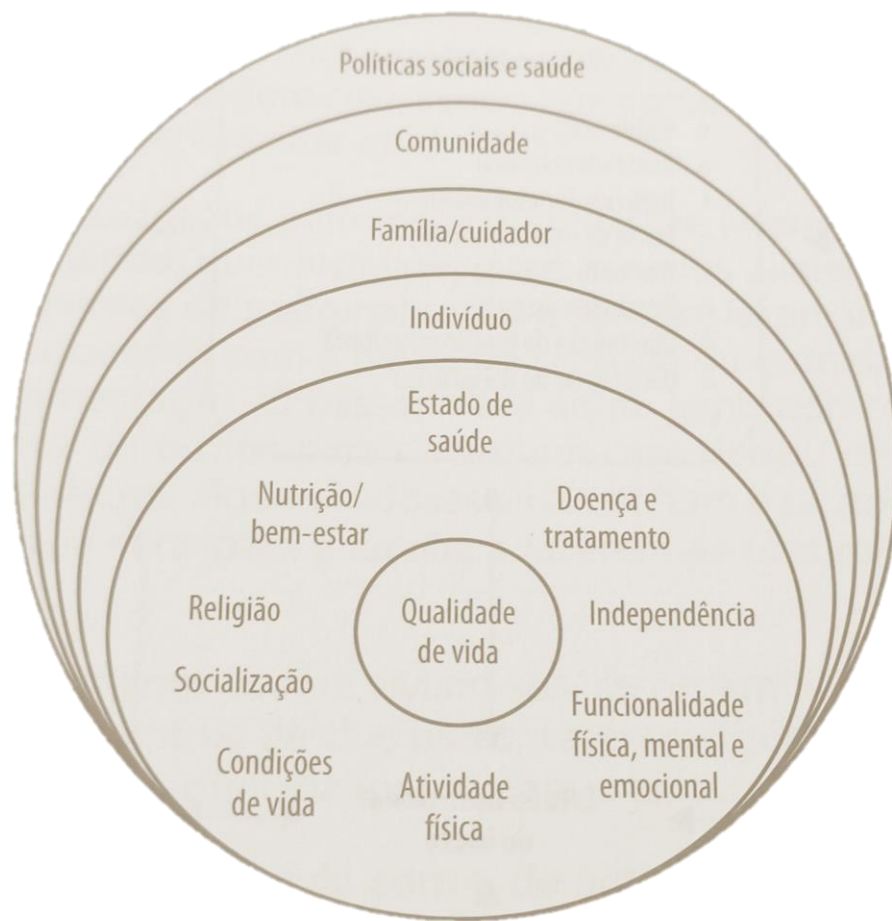 Políticas sociais e saúde
Comunidade
Família/cuidador
Indivíduo
Estado de
saúde
Nutrição/
bem-estar
Doença e
tratamento
Religião
Qualidade
de vida
Independência
Socialização
Funcionalidade
física, mental e
emocional
Condições
de vida
Atividade
física